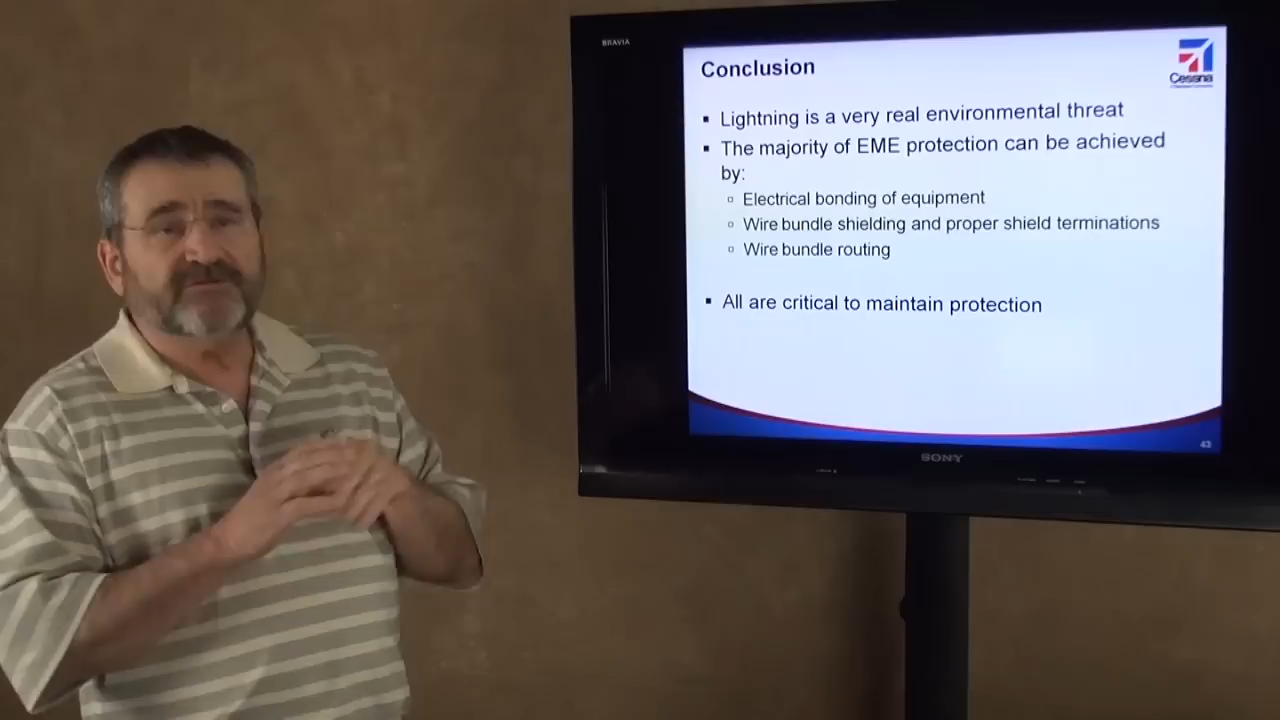 BRAVIA
Conclusion
Cessna
▪ Lightning is a very real environmental threat
▪ The majority of EME protection can be achieved
by:
▫ Electrical bonding of equipment
▫ Wire bundle shielding and proper shield terminations
▫ Wire bundle routing
▪ All are critical to maintain protection
43
SONY